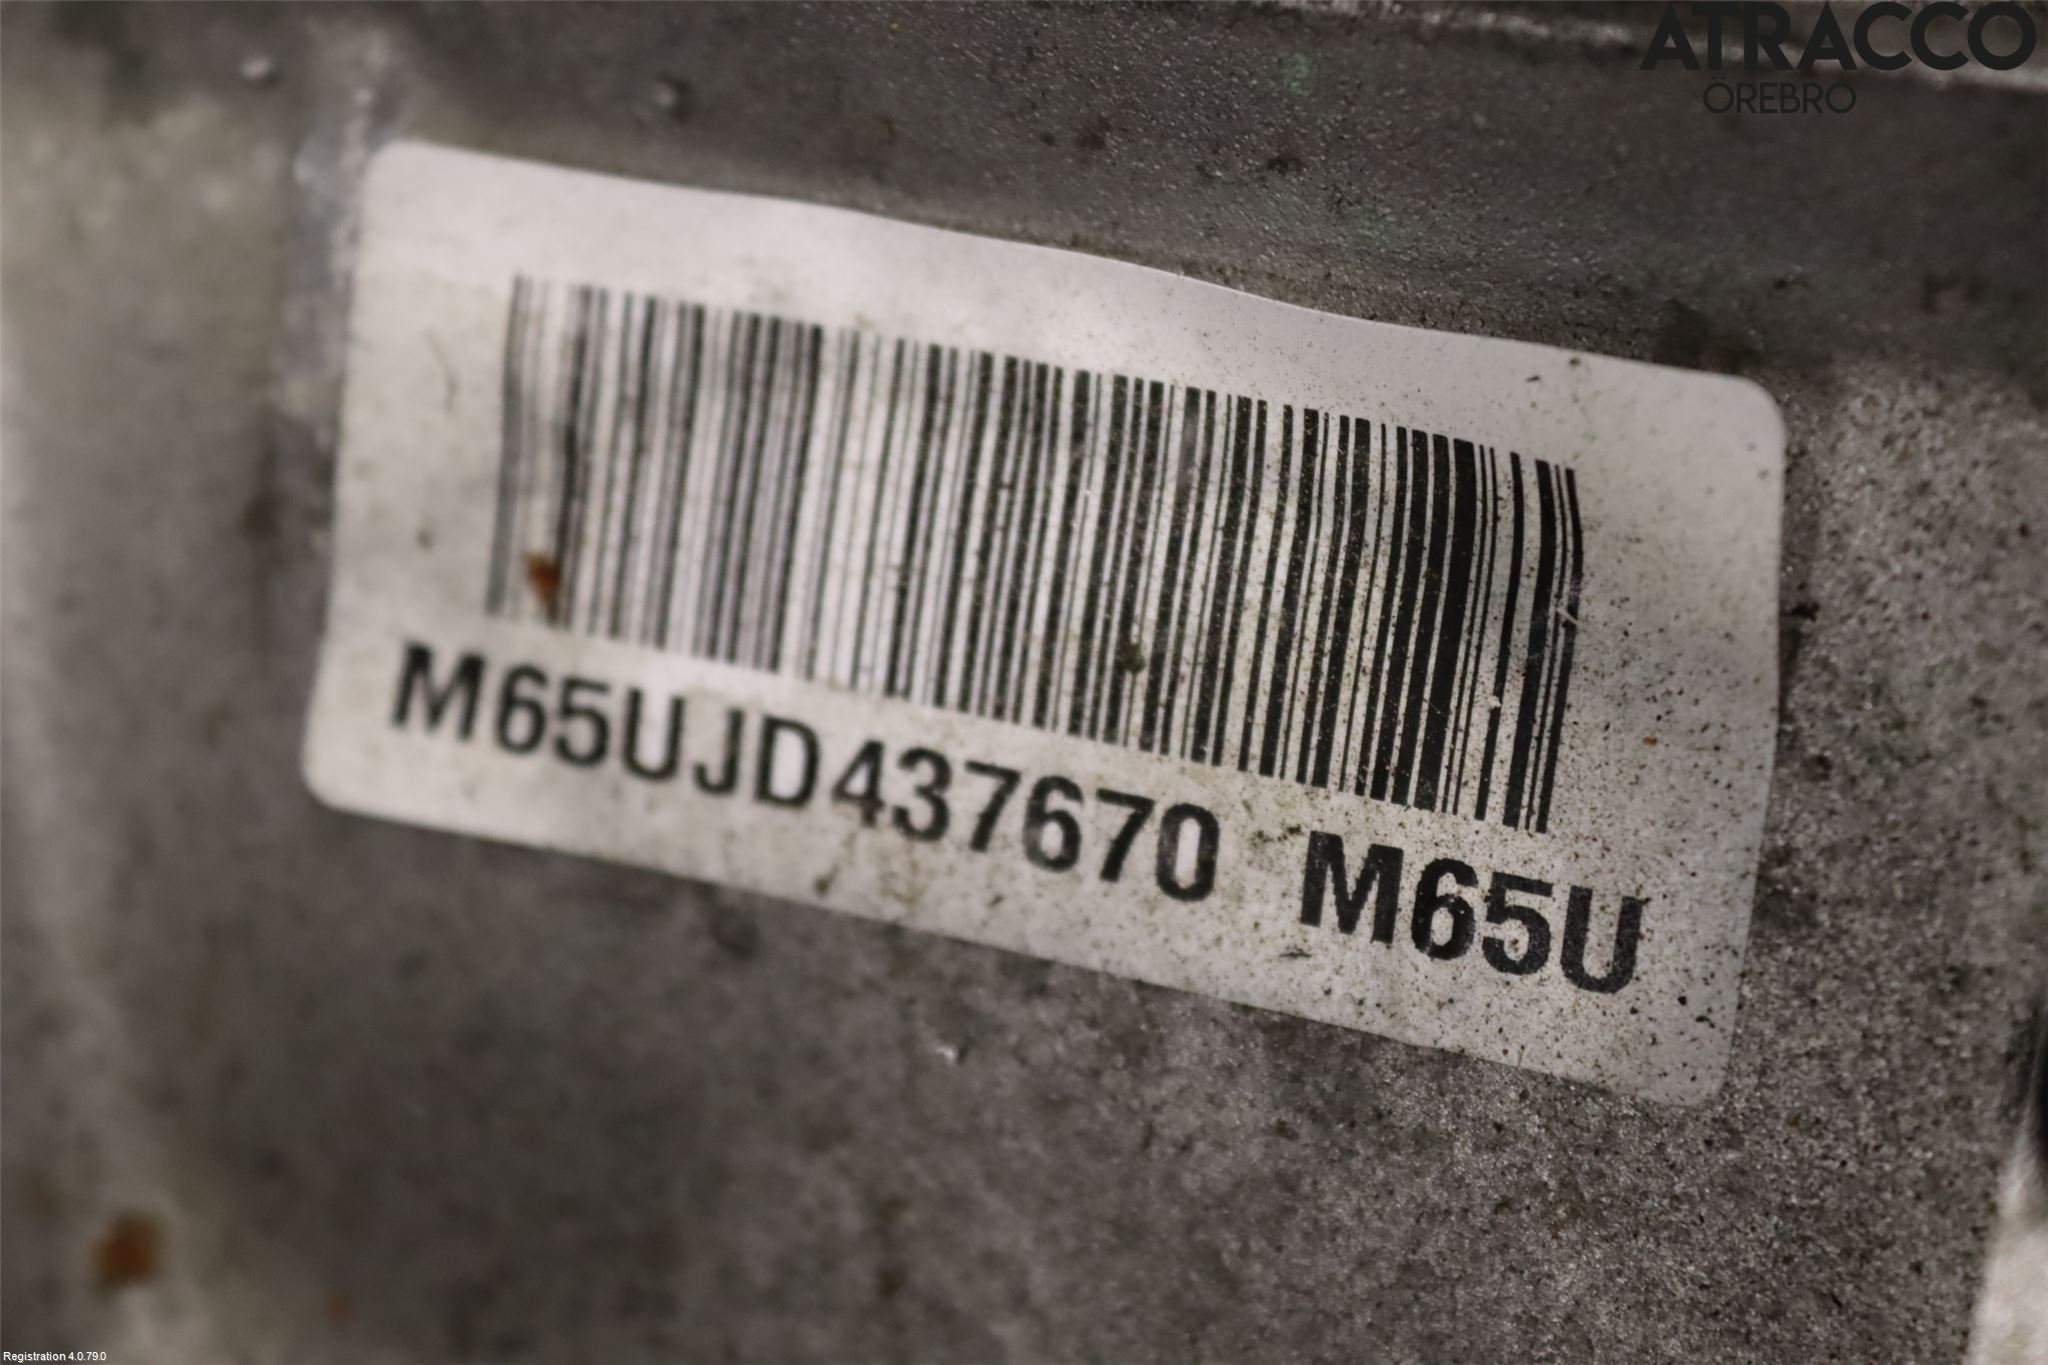 ATRACCO
ÖREBRO
M65UJD437670 M65U
Registration 4.0.79.0